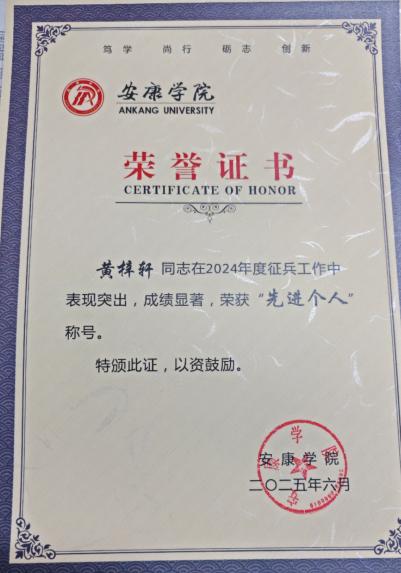 笃学 尚行 砺志 创新
安康学院
ANKANG UNIVERSITY
荣誉证书
CERTIFICATE OF HONOR
黄梓轩 同志在2024年度征兵工作中
表现突出，成绩显著，荣获“先进个人”
称号。
特颁此证，以资鼓励。
安康学院
二〇二五年六月